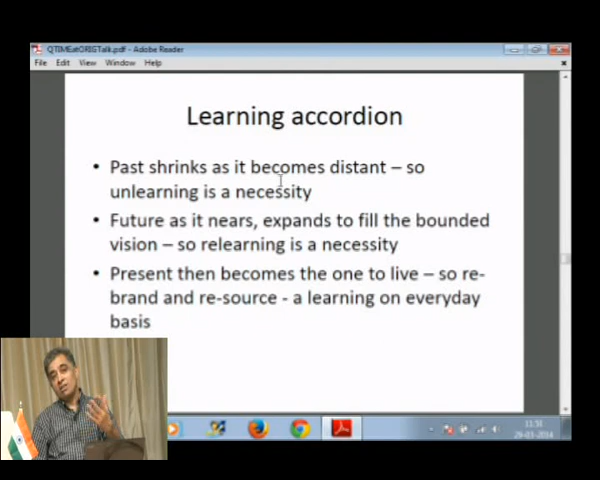 QTIMEatORIGTalk.pdf - Adobe Reader
File Edit View Window Help
Learning accordion
• Past shrinks as it becomes distant – so
unlearning is a necessity
• Future as it nears, expands to fill the bounded
vision – so relearning is a necessity
• Present then becomes the one to live – so re-
brand and re-source - a learning on everyday
basis